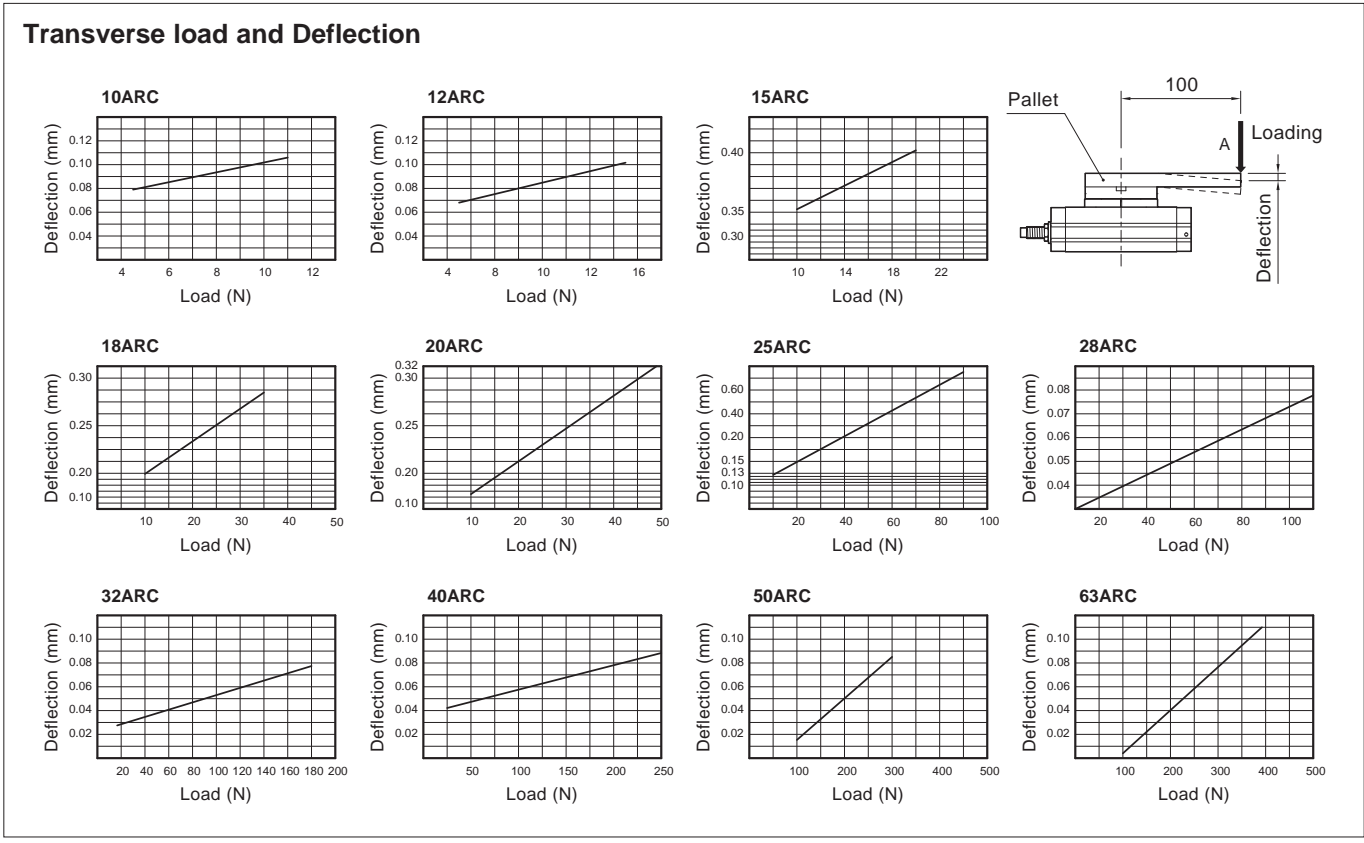 Transverse load and Deflection
10ARC
Deflection (mm)
0.12
0.10
0.08
0.06
0.04
4 6 8 10 12
Load (N)
12ARC
Deflection (mm)
0.12
0.10
0.08
0.06
0.04
4 8 10 12 16
Load (N)
15ARC
Deflection (mm)
0.40
0.35
0.30
10 14 18 22
Load (N)
100
Pallet
A
Loading
Deflection
18ARC
Deflection (mm)
0.30
0.25
0.20
0.10
10 20 30 40 50
Load (N)
20ARC
Deflection (mm)
0.32
0.30
0.25
0.20
0.10
10 20 30 40 50
Load (N)
25ARC
Deflection (mm)
0.60
0.40
0.20
0.15
0.13
0.10
20 40 60 80 100
Load (N)
28ARC
Deflection (mm)
0.08
0.07
0.06
0.05
0.04
20 40 60 80 100
Load (N)
32ARC
Deflection (mm)
0.10
0.08
0.06
0.04
0.02
20 40 60 80 100 120 140 160 180 200
Load (N)
40ARC
Deflection (mm)
0.10
0.08
0.06
0.04
0.02
50 100 150 200 250
Load (N)
50ARC
Deflection (mm)
0.10
0.08
0.06
0.04
0.02
100 200 300 400 500
Load (N)
63ARC
Deflection (mm)
0.10
0.08
0.06
0.04
0.02
100 200 300 400 500
Load (N)